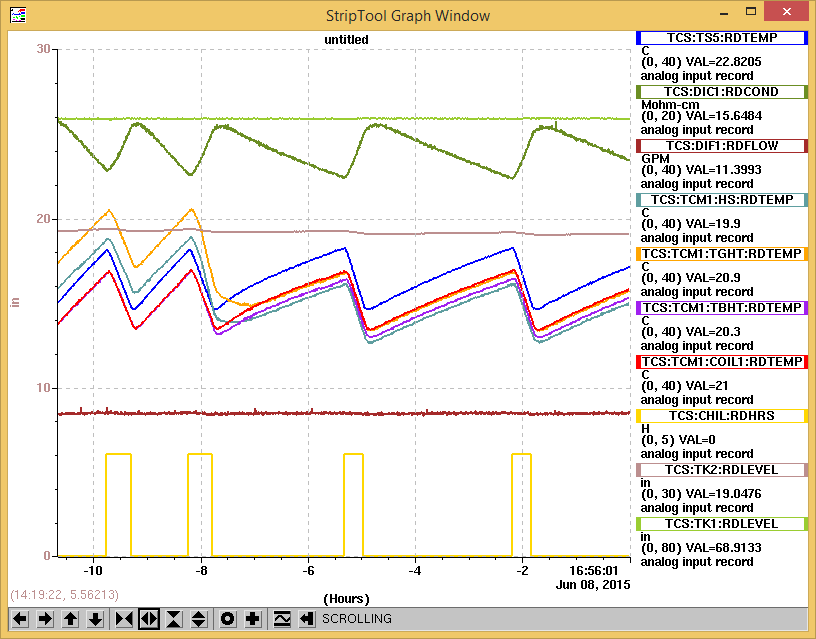 StripTool Graph Window
untitled
30
20
10
0
in
-10
-8
-6
-4
-2
16:56:01
Jun 08, 2015
(Hours)
(14:19:22, 5.56213)
TCS:TS5:RDTEMP
C
(0, 40) VAL=22.8205
analog input record
TCS:DIC1:RDCOND
Mohm-cm
(0, 20) VAL=15.6484
analog input record
TCS:DIF1:RDFLOW
GPM
(0, 40) VAL=11.3993
analog input record
TCS:TCM1:HS:RDTEMP
C
(0, 40) VAL=19.9
analog input record
TCS:TCM1:TGHT:RDTEMP
C
(0, 40) VAL=20.9
analog input record
TCS:TCM1:TBHT:RDTEMP
C
(0, 40) VAL=20.3
analog input record
TCS:TCM1:COIL1:RDTEMP
C
(0, 40) VAL=21
analog input record
TCS:CHIL:RDHRS
H
(0, 5) VAL=0
analog input record
TCS:TK2:RDLEVEL
in
(0, 30) VAL=19.0476
analog input record
TCS:TK1:RDLEVEL
in
(0, 80) VAL=68.9133
analog input record
SCROLLING